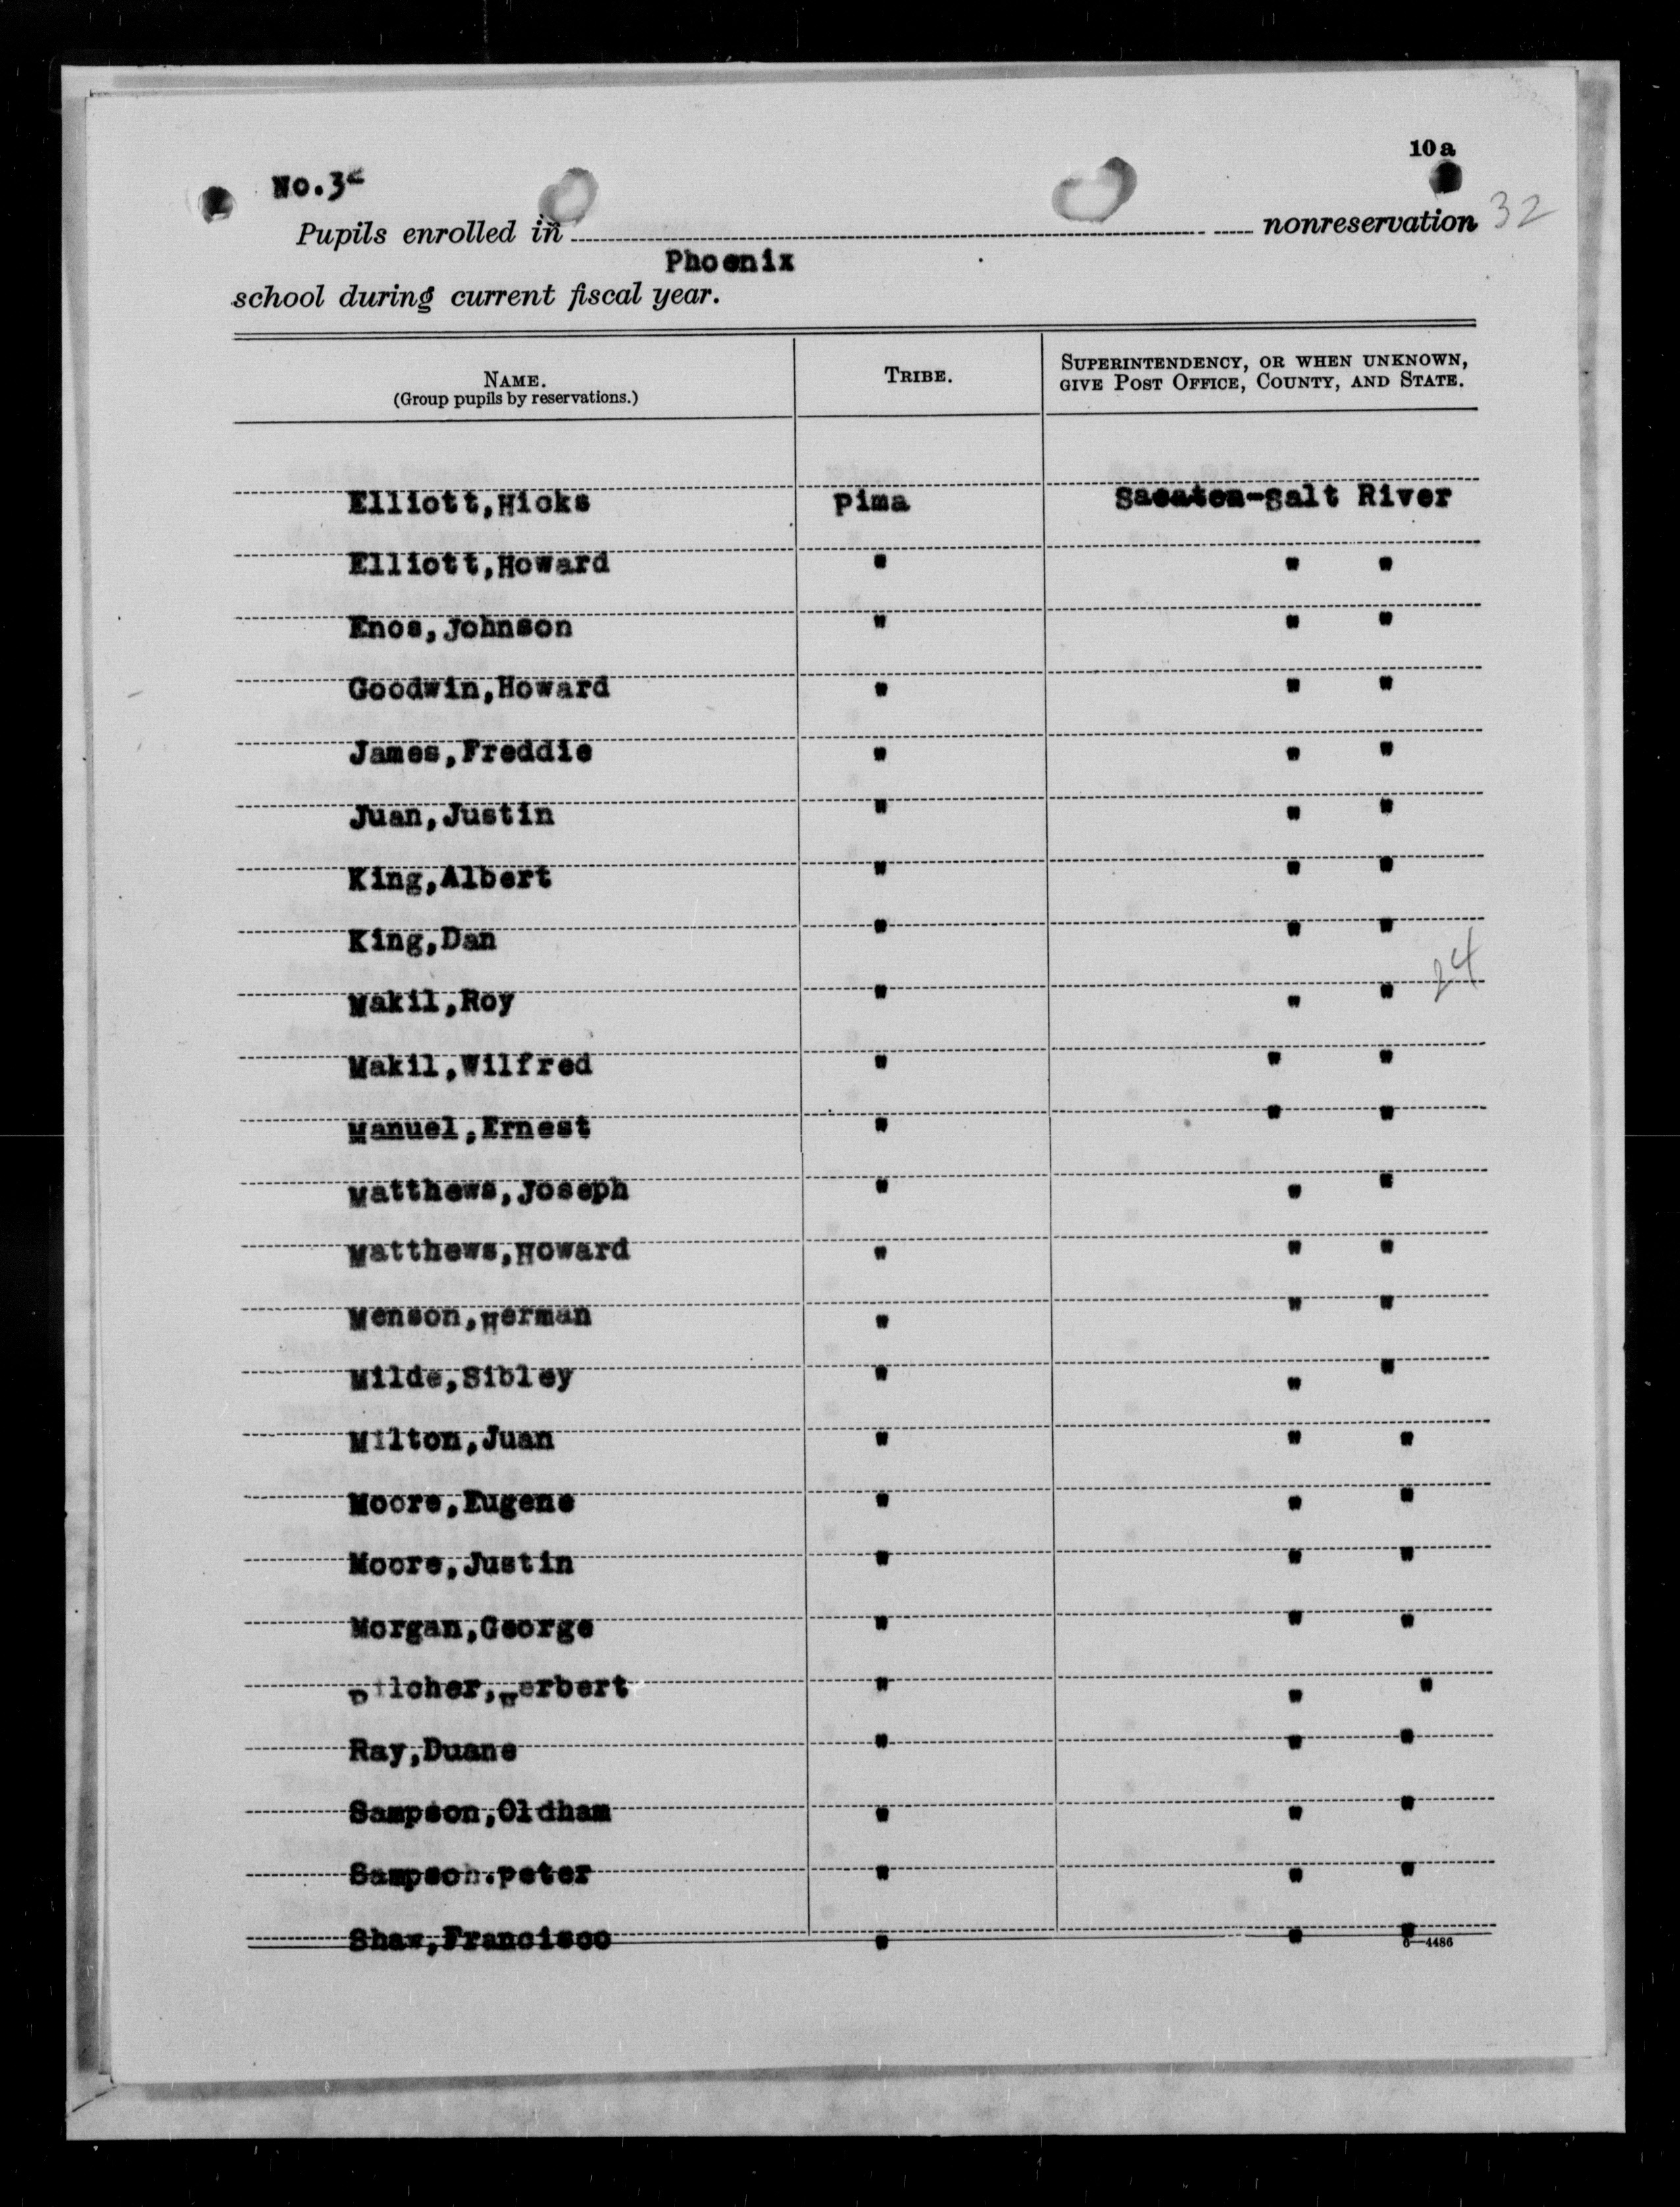 10a
No.32
Pupils enrolled in nonreservation 32
Phoenix
school during current fiscal year.
NAME. TRIBE. SUPERINTENDENCY, OR WHEN UNKNOWN,
(Group pupils by reservations.) GIVE POST OFFICE, COUNTY, AND STATE.
Elliott,Hicks Pima Sacaton-Salt River
Elliott,Howard " " "
Enos,Johnson " " "
Goodwin,Howard " " "
James,Freddie " " "
Juan,Justin " " "
King,Albert " " "
King,Dan " " "
24
Makil,Roy " " "
Makil,Wilfred " " "
Manuel,Ernest " " "
Matthews,Joseph " " "
Matthews,Howard " " "
Menson,Herman " " "
Milde,Sibley " " "
Milton,Juan " " "
Moore,Eugene " " "
Moore,Justin " " "
Morgan,George " " "
Pilcher,Herbert " " "
Ray,Duane " " "
Sampson,Oldham " " "
Sampson.Peter " " "
Shaw,Francisco " " "
6—4486